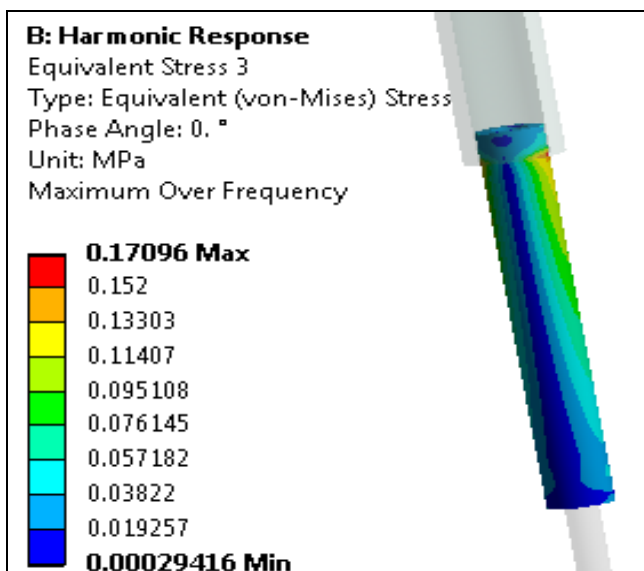 B: Harmonic Response
Equivalent Stress 3
Type: Equivalent (von-Mises) Stress
Phase Angle: 0. °
Unit: MPa
Maximum Over Frequency
0.17096 Max
0.152
0.13303
0.11407
0.095108
0.076145
0.057182
0.03822
0.019257
0.00029416 Min